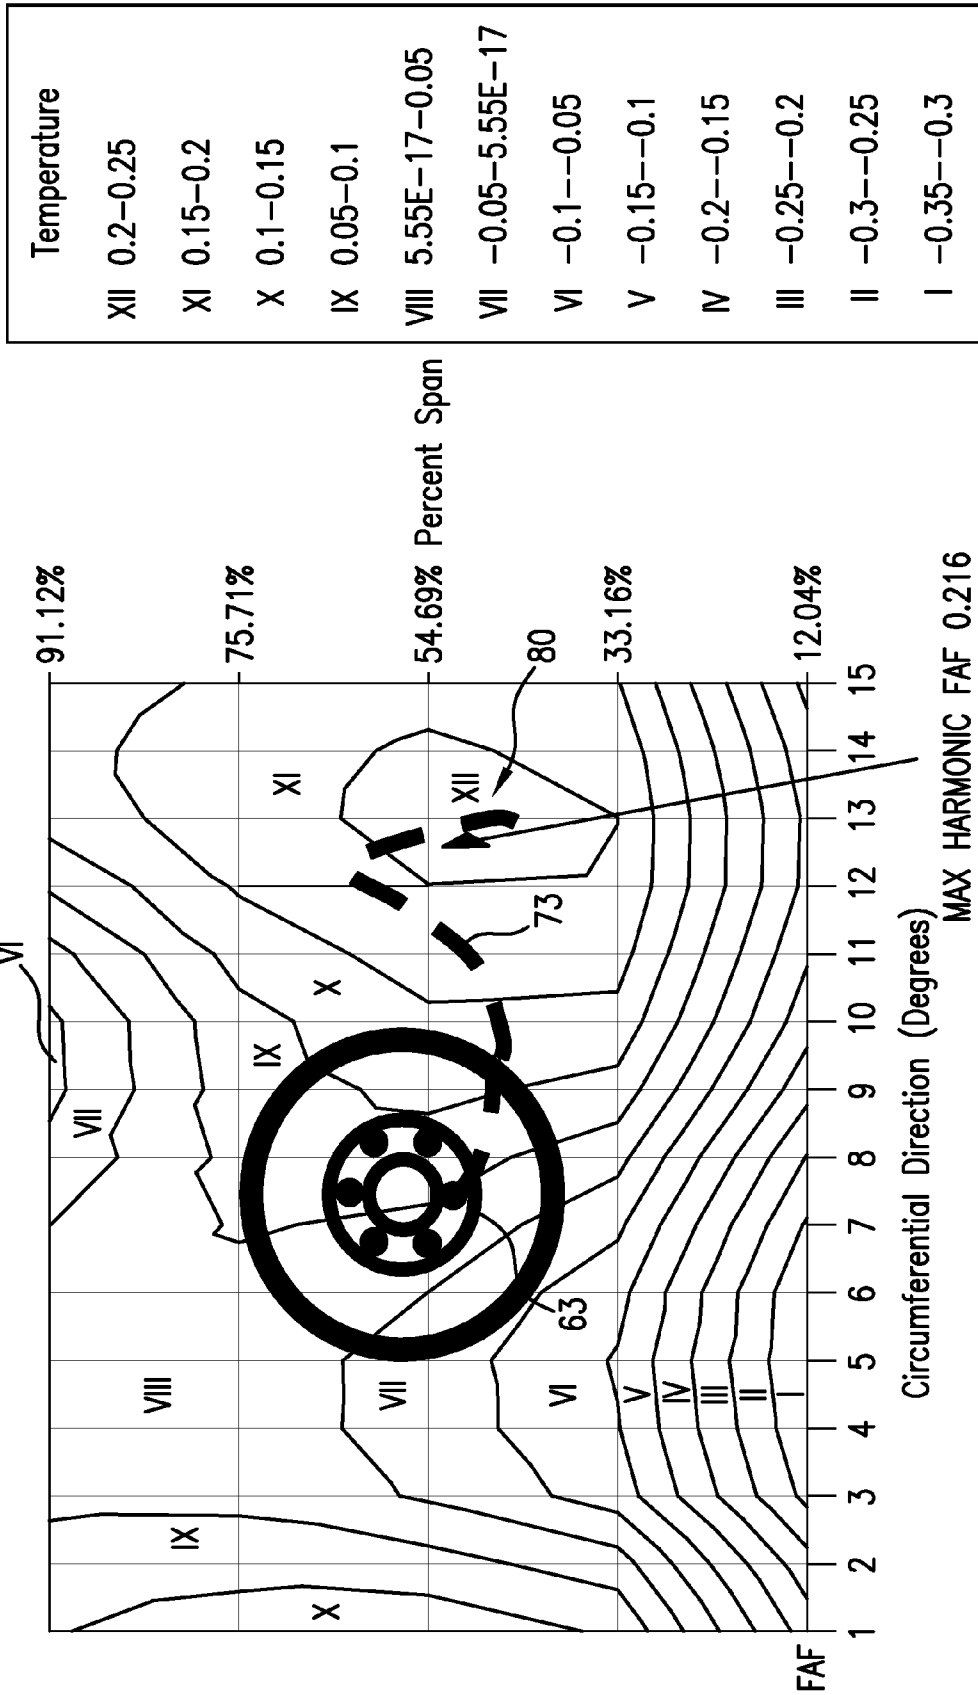 Temperature
XII 0.2-0.25
XI 0.15-0.2
X 0.1-0.15
IX 0.05-0.1
VIII 5.55E-17-0.05
VII -0.05-5.55E-17
VI -0.1--0.05
V -0.15--0.1
IV -0.2--0.15
III -0.25--0.2
II -0.3--0.25
I -0.35--0.3
VI
91.12%
75.71%
54.69% Percent Span
80
33.16%
12.04%
VII
VIII
IX
X
IX
X
XI
XII
73
VII
63
VI
V
IV
III
II
I
FAF
1 2 3 4 5 6 7 8 9 10 11 12 13 14 15
Circumferential Direction (Degrees)
MAX HARMONIC FAF 0.216